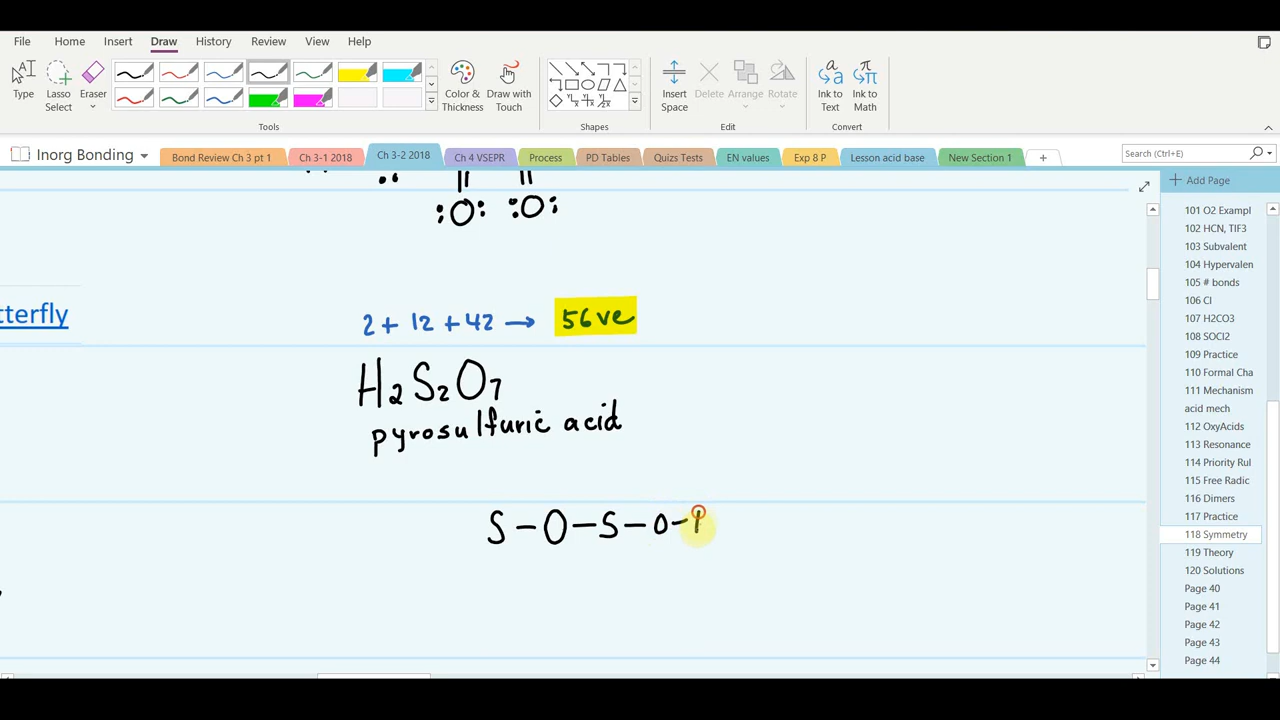 File Home Insert Draw History Review View Help
Type Lasso Select Eraser Color & Thickness Draw with Touch Insert Space Delete Arrange Rotate Ink to Text Ink to Math
Tools Shapes Edit Convert
Inorg Bonding Bond Review Ch 3 pt 1 Ch 3-1 2018 Ch 3-2 2018 Ch 4 VSEPR Process PD Tables Quizs Tests EN values Exp 8 P Lesson acid base New Section 1 Search (Ctrl+E)
:O: :O:
tterfly
2 + 12 + 42 → 56ve
H₂S₂O₇
pyrosulfuric acid
S – O – S – O –
Add Page
101 O2 Exampl
102 HCN, TIF3
103 Subvalent
104 Hypervalen
105 # bonds
106 CI
107 H2CO3
108 SOCl2
109 Practice
110 Formal Cha
111 Mechanism
acid mech
112 OxyAcids
113 Resonance
114 Priority Rul
115 Free Radic
116 Dimers
117 Practice
118 Symmetry
119 Theory
120 Solutions
Page 40
Page 41
Page 42
Page 43
Page 44